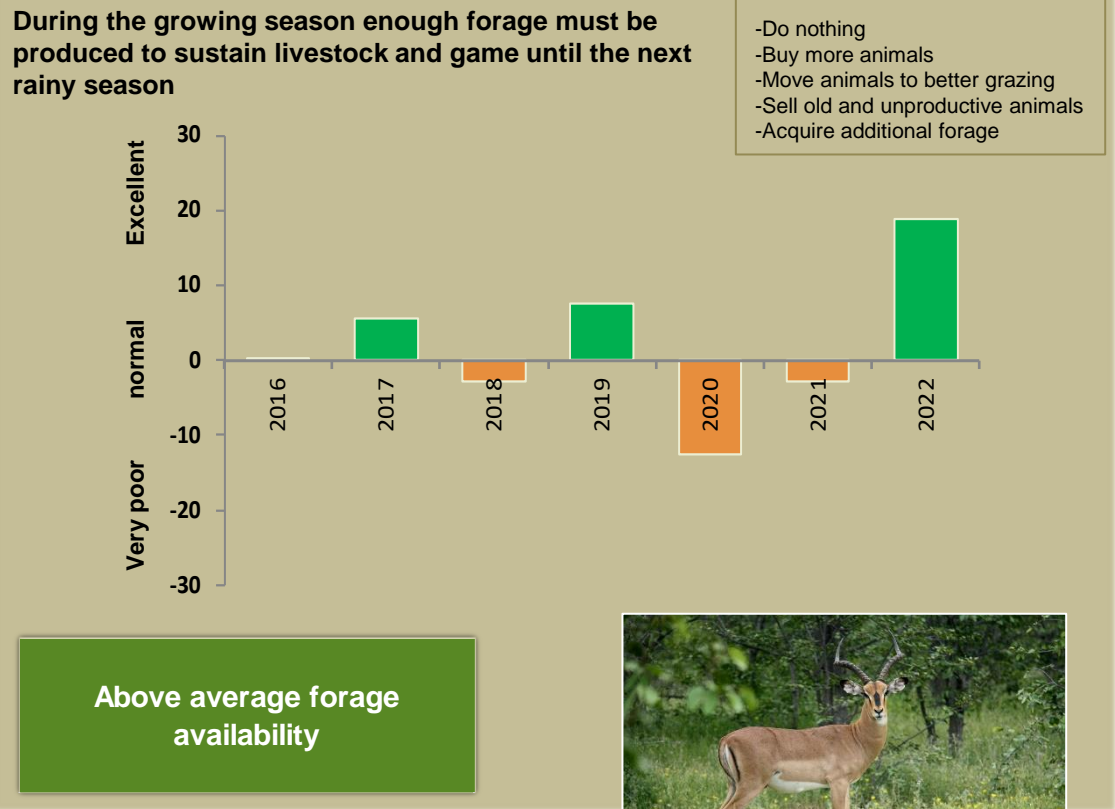 During the growing season enough forage must be
produced to sustain livestock and game until the next
rainy season
-Do nothing
-Buy more animals
-Move animals to better grazing
-Sell old and unproductive animals
-Acquire additional forage
30
20
10
0
-10
-20
-30
Excellent
normal
Very poor
2016
2017
2018
2019
2020
2021
2022
Above average forage
availability